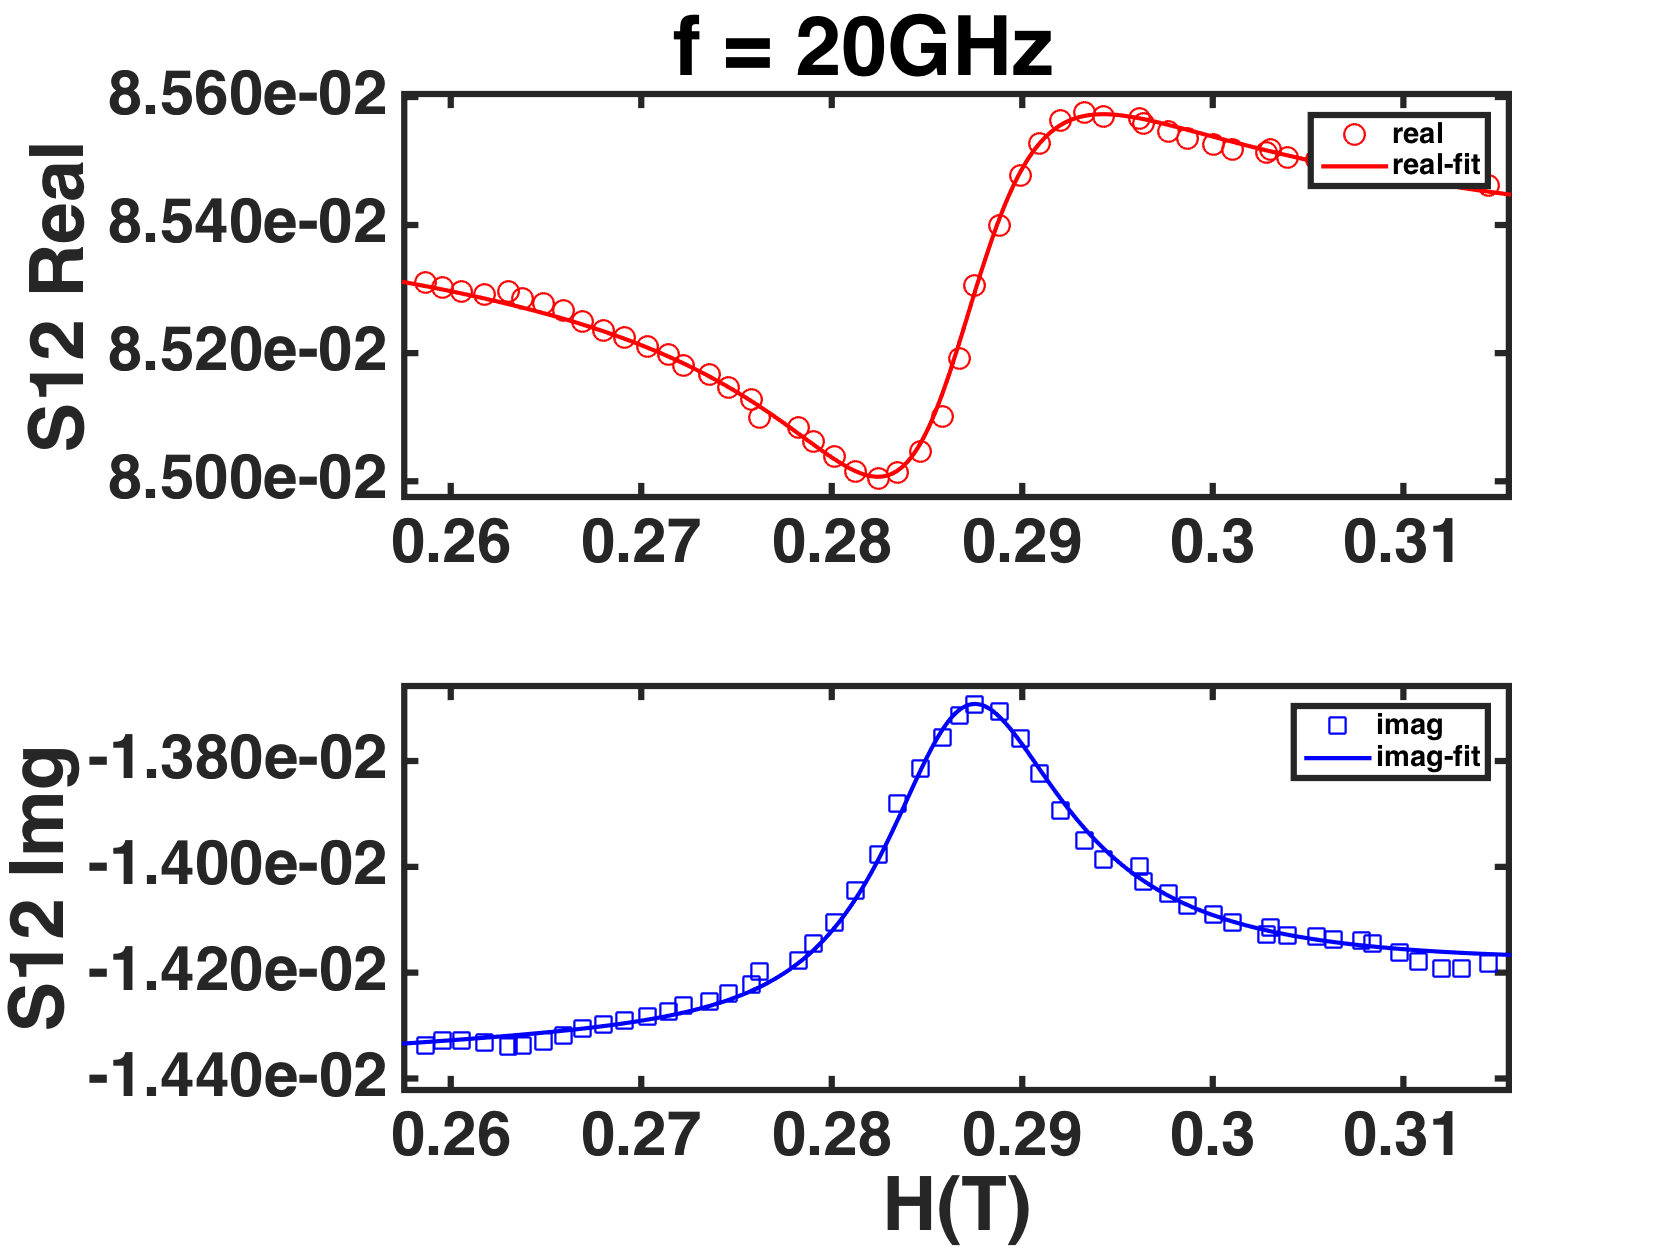 f = 20GHz
S12 Real
8.560e-02
8.540e-02
8.520e-02
8.500e-02
real
real-fit
0.26 0.27 0.28 0.29 0.3 0.31
S12 Img
-1.380e-02
-1.400e-02
-1.420e-02
-1.440e-02
imag
imag-fit
0.26 0.27 0.28 0.29 0.3 0.31
H(T)